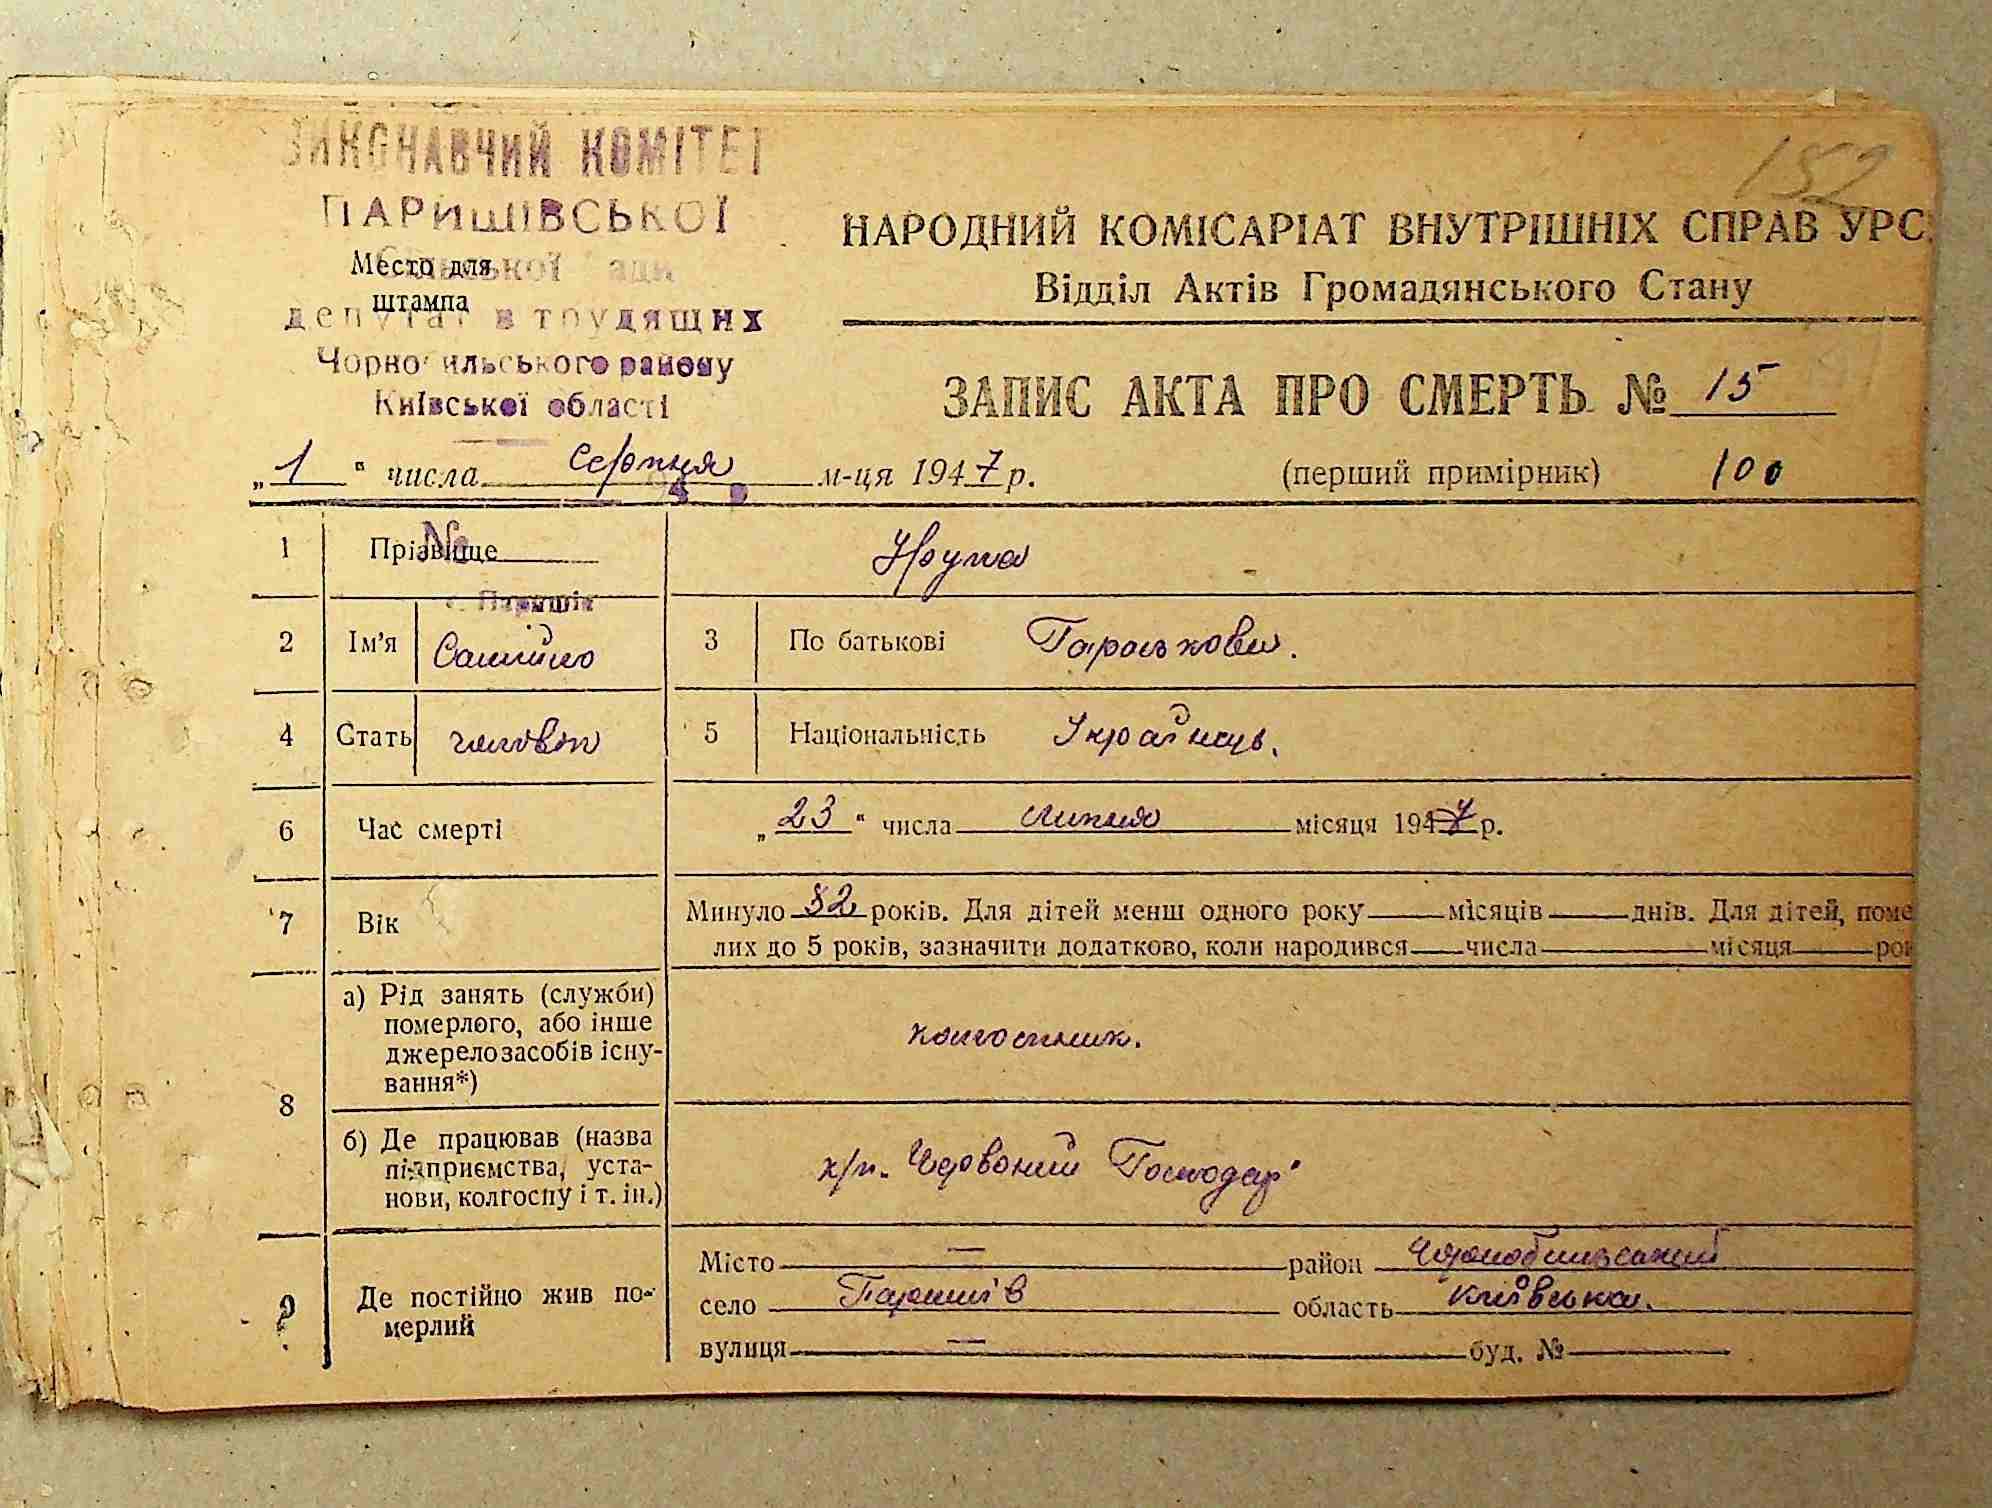 152
ВИКОНАВЧИЙ КОМІТЕТ
ПАРИШІВСЬКОЇ
Сільської ради
депутатів трудящих
Чорнобильського району
Київської області
Место для
штампа
НАРОДНИЙ КОМІСАРІАТ ВНУТРІШНІХ СПРАВ УРС
Відділ Актів Громадянського Стану
ЗАПИС АКТА ПРО СМЕРТЬ № 15
„1“ числа серпня м-ця 1947 р. (перший примірник) 100
№
с. Паришів
1 Прізвище
2 Ім'я 3 По батькові Гараськови.
4 Стать чоловік 5 Національність Українець.
6 Час смерті „23“ числа липня місяця 1947 р.
7 Вік Минуло 82 років. Для дітей менш одного року місяців днів. Для дітей, поме
лих до 5 років, зазначити додатково, коли народився числа місяця рок
8 а) Рід занять (служби)
померлого, або інше
джерело засобів існу-
вання*)
колгоспник.
б) Де працював (назва
підприємства, уста-
нови, колгоспу і т. ін.)
к/г. Червоний Господар"
9 Де постійно жив по-
мерлий
Місто — район Чорнобильський
село Паришів область Київська.
вулиця — буд. №